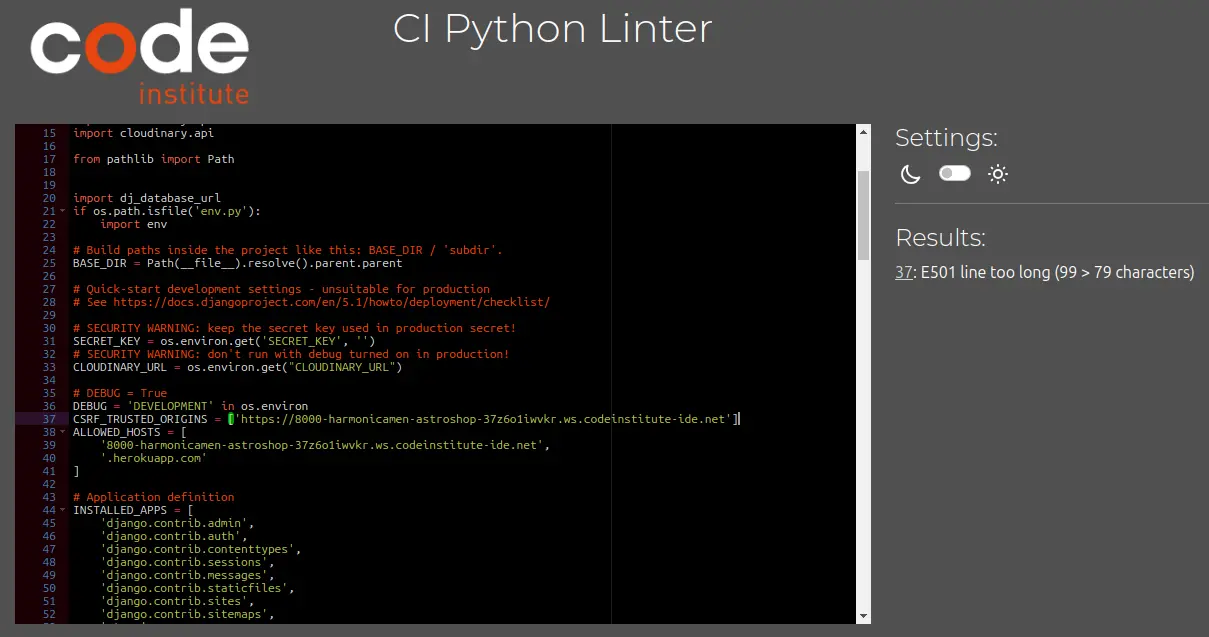 code
institute
CI Python Linter
15 import cloudinary.api
16
17 from pathlib import Path
18
19
20 import dj_database_url
21 if os.path.isfile('env.py'):
22     import env
23
24 # Build paths inside the project like this: BASE_DIR / 'subdir'.
25 BASE_DIR = Path(__file__).resolve().parent.parent
26
27 # Quick-start development settings - unsuitable for production
28 # See https://docs.djangoproject.com/en/5.1/howto/deployment/checklist/
29
30 # SECURITY WARNING: keep the secret key used in production secret!
31 SECRET_KEY = os.environ.get('SECRET_KEY', '')
32 # SECURITY WARNING: don't run with debug turned on in production!
33 CLOUDINARY_URL = os.environ.get("CLOUDINARY_URL")
34
35 # DEBUG = True
36 DEBUG = 'DEVELOPMENT' in os.environ
37 CSRF_TRUSTED_ORIGINS = ['https://8000-harmonicamen-astroshop-37z6o1iwvkr.ws.codeinstitute-ide.net']
38 ALLOWED_HOSTS = [
39     '8000-harmonicamen-astroshop-37z6o1iwvkr.ws.codeinstitute-ide.net',
40     '.herokuapp.com'
41 ]
42
43 # Application definition
44 INSTALLED_APPS = [
45     'django.contrib.admin',
46     'django.contrib.auth',
47     'django.contrib.contenttypes',
48     'django.contrib.sessions',
49     'django.contrib.messages',
50     'django.contrib.staticfiles',
51     'django.contrib.sites',
52     'django.contrib.sitemaps',
Settings:
Results:
37: E501 line too long (99 > 79 characters)